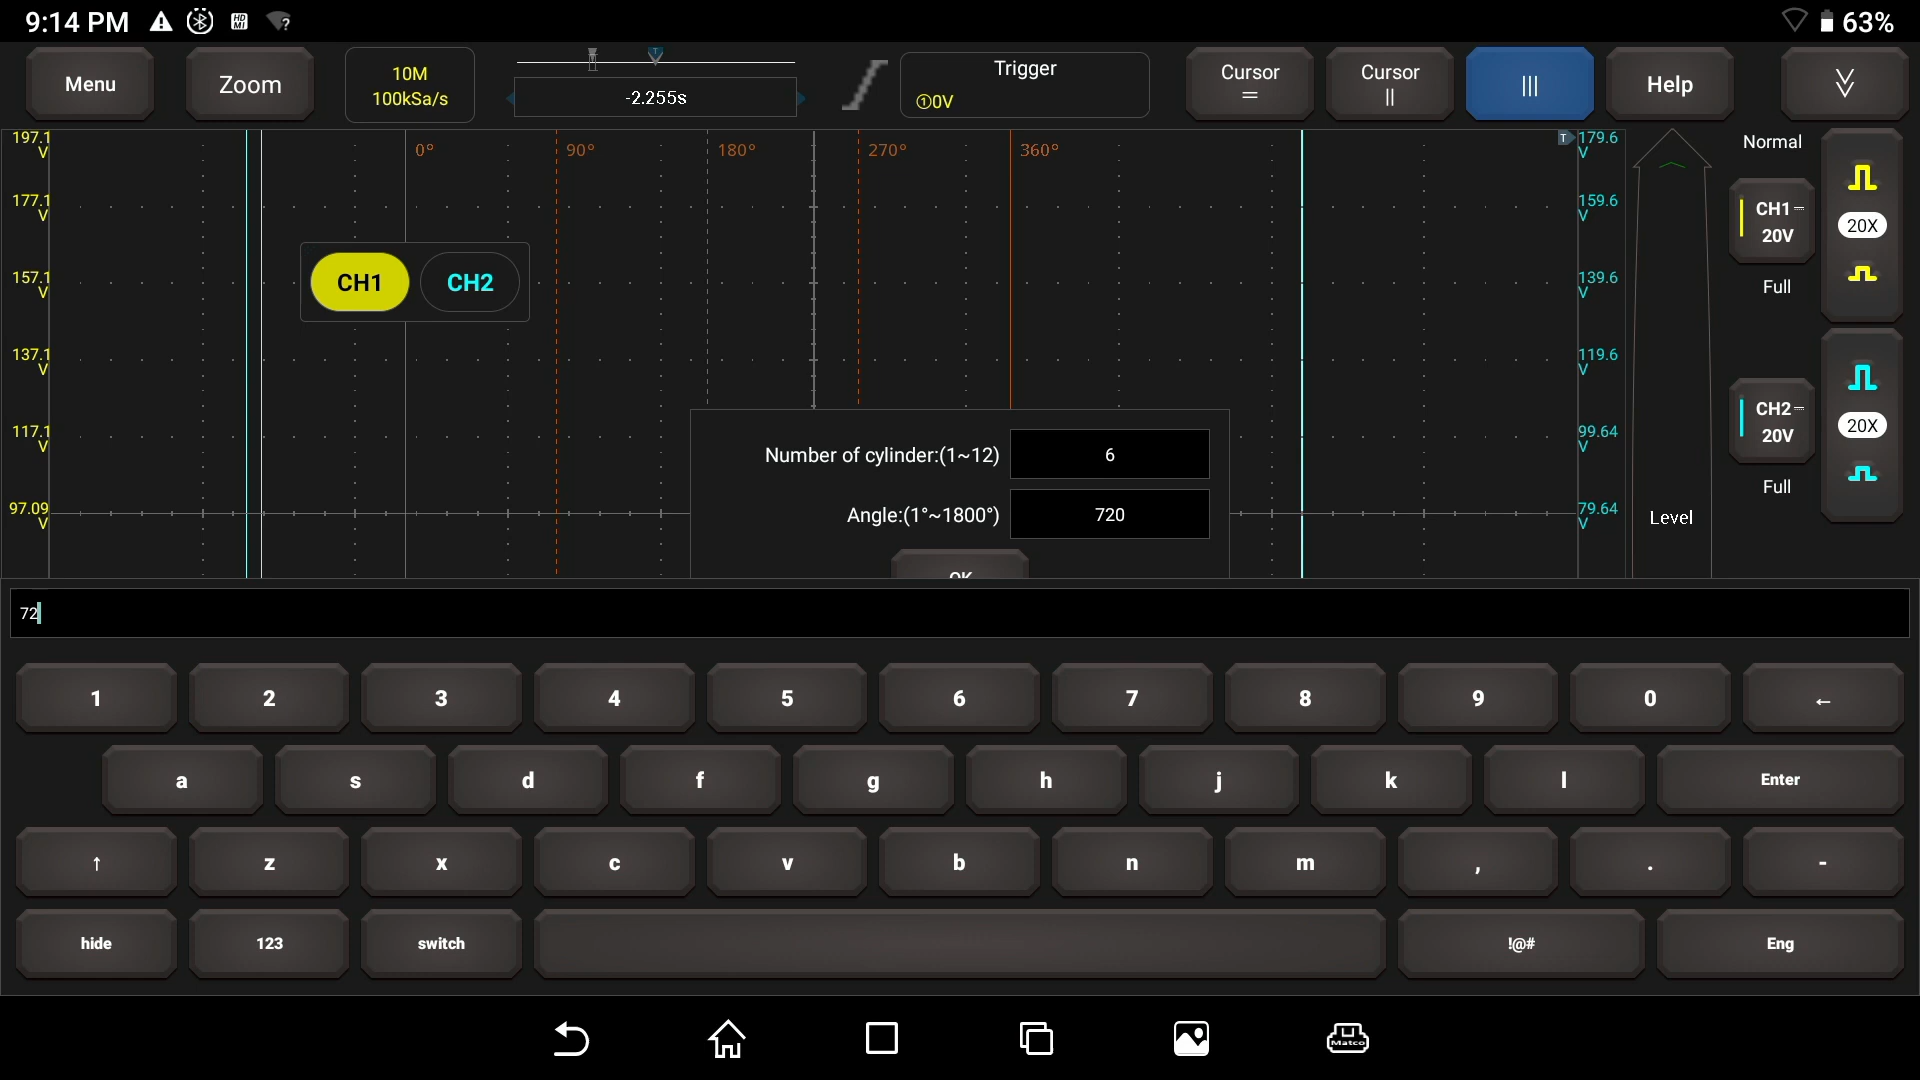 9:14 PM
HD MI
?
63%
Menu
Zoom
10M
100kSa/s
T
-2.255s
Trigger
①0V
Cursor
=
Cursor
||
|||
Help
197.1 V
0°
90°
180°
270°
360°
T
179.6 V
Normal
177.1 V
159.6 V
CH1
20V
20X
157.1 V
CH1
CH2
139.6 V
Full
137.1 V
119.6 V
117.1 V
99.64 V
CH2
20V
20X
Full
Number of cylinder:(1~12)
6
97.09 V
Angle:(1°~1800°)
720
79.64 V
Level
OK
72
1 2 3 4 5 6 7 8 9 0 ←
a s d f g h j k l Enter
↑ z x c v b n m , . -
hide 123 switch !@# Eng
Matco